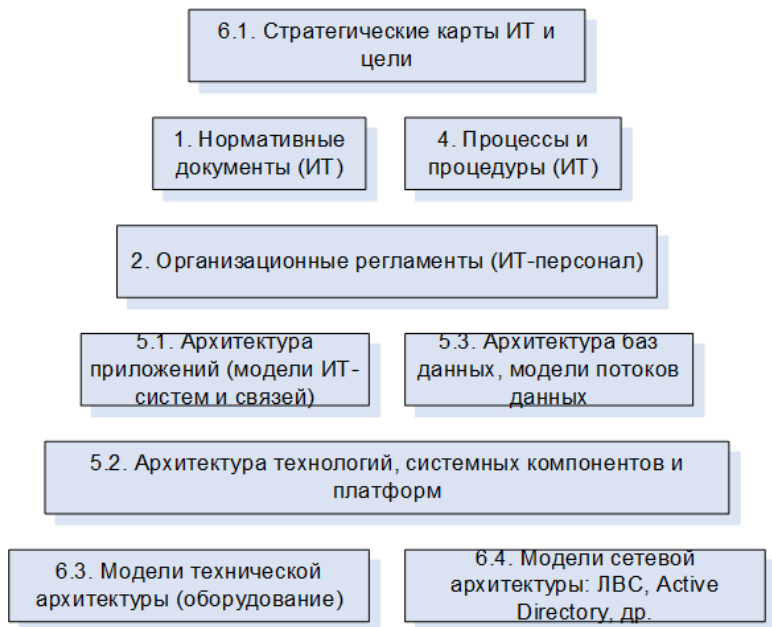 6.1. Стратегические карты ИТ и
цели
1. Нормативные
документы (ИТ)
4. Процессы и
процедуры (ИТ)
2. Организационные регламенты (ИТ-персонал)
5.1. Архитектура
приложений (модели ИТ-
систем и связей)
5.3. Архитектура баз
данных, модели потоков
данных
5.2. Архитектура технологий, системных компонентов и
платформ
6.3. Модели технической
архитектуры (оборудование)
6.4. Модели сетевой
архитектуры: ЛВС, Active
Directory, др.